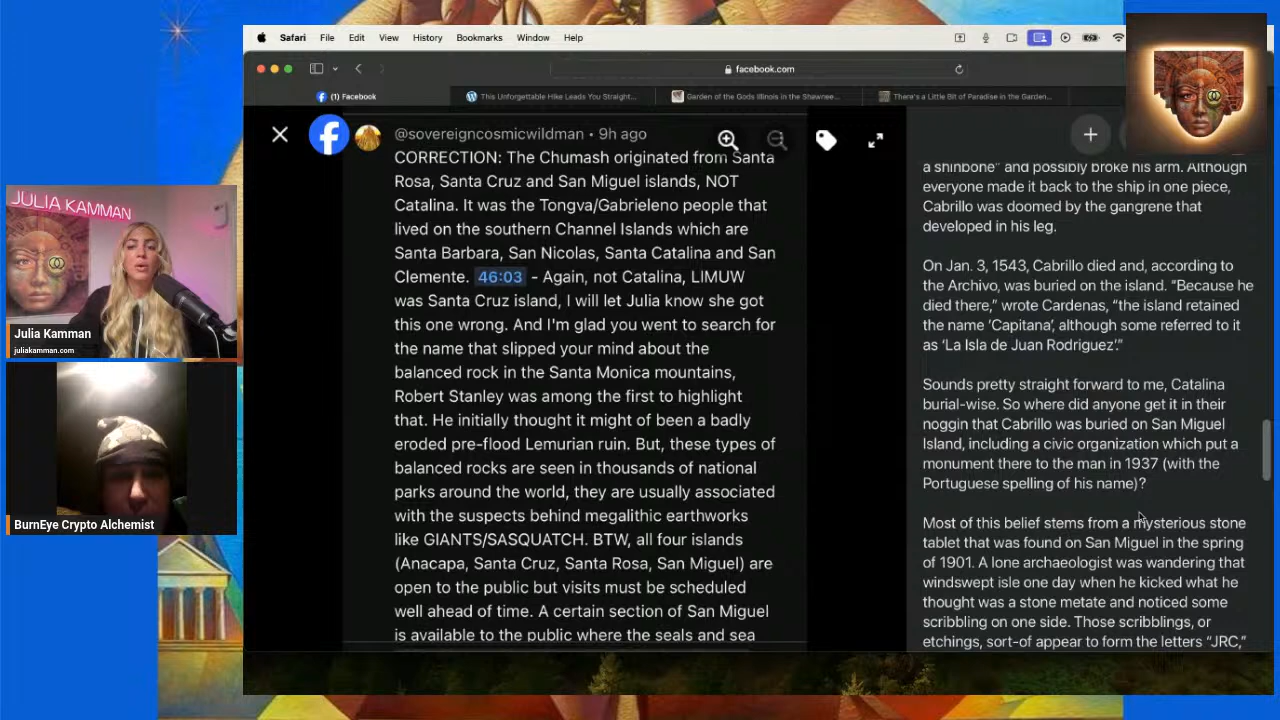 Safari File Edit View History Bookmarks Window Help
facebook.com
(1) Facebook
This Unforgettable Hike Leads You Straight...
Garden of the Gods Illinois in the Shawnee...
There's a Little Bit of Paradise in the Garden...
@sovereigncosmicwildman • 9h ago
CORRECTION: The Chumash originated from Santa
Rosa, Santa Cruz and San Miguel islands, NOT
Catalina. It was the Tongva/Gabrieleno people that
lived on the southern Channel Islands which are
Santa Barbara, San Nicolas, Santa Catalina and San
Clemente. 46:03 - Again, not Catalina, LIMUW
was Santa Cruz island, I will let Julia know she got
this one wrong. And I'm glad you went to search for
the name that slipped your mind about the
balanced rock in the Santa Monica mountains,
Robert Stanley was among the first to highlight
that. He initially thought it might of been a badly
eroded pre-flood Lemurian ruin. But, these types of
balanced rocks are seen in thousands of national
parks around the world, they are usually associated
with the suspects behind megalithic earthworks
like GIANTS/SASQUATCH. BTW, all four islands
(Anacapa, Santa Cruz, Santa Rosa, San Miguel) are
open to the public but visits must be scheduled
well ahead of time. A certain section of San Miguel
is available to the public where the seals and sea
a shinbone" and possibly broke his arm. Although
everyone made it back to the ship in one piece,
Cabrillo was doomed by the gangrene that
developed in his leg.
On Jan. 3, 1543, Cabrillo died and, according to
the Archivo, was buried on the island. "Because he
died there," wrote Cardenas, "the island retained
the name 'Capitana', although some referred to it
as 'La Isla de Juan Rodriguez'."
Sounds pretty straight forward to me, Catalina
burial-wise. So where did anyone get it in their
noggin that Cabrillo was buried on San Miguel
Island, including a civic organization which put a
monument there to the man in 1937 (with the
Portuguese spelling of his name)?
Most of this belief stems from a mysterious stone
tablet that was found on San Miguel in the spring
of 1901. A lone archaeologist was wandering that
windswept isle one day when he kicked what he
thought was a stone metate and noticed some
scribbling on one side. Those scribblings, or
etchings, sort-of appear to form the letters "JRC,"
JULIA KAMMAN
Julia Kamman
juliakamman.com
BurnEye Crypto Alchemist